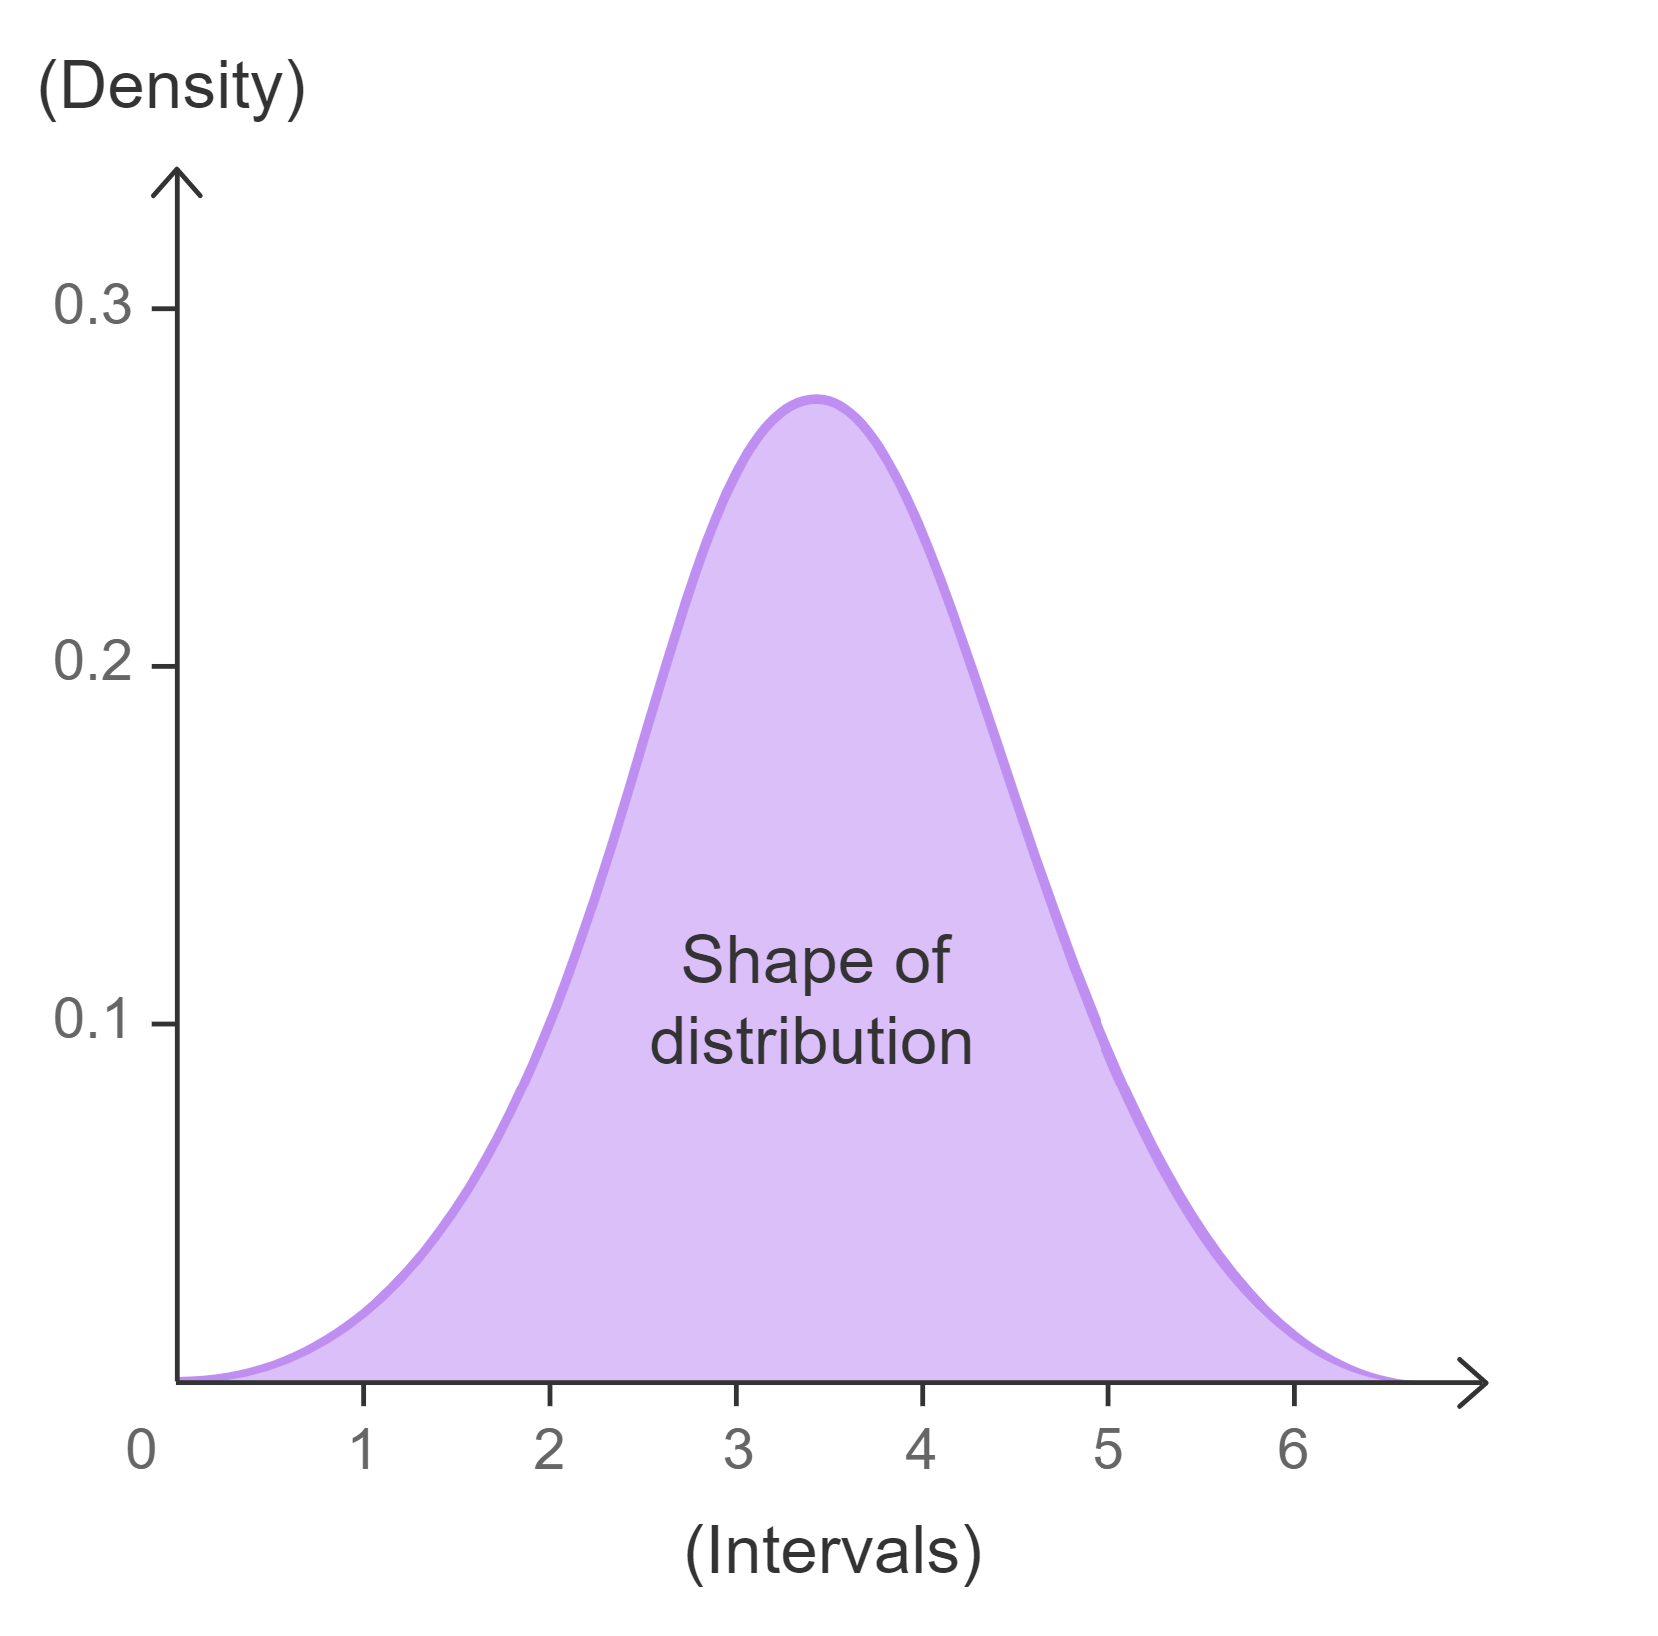 (Density)
0.3
0.2
0.1
Shape of
distribution
0 1 2 3 4 5 6
(Intervals)